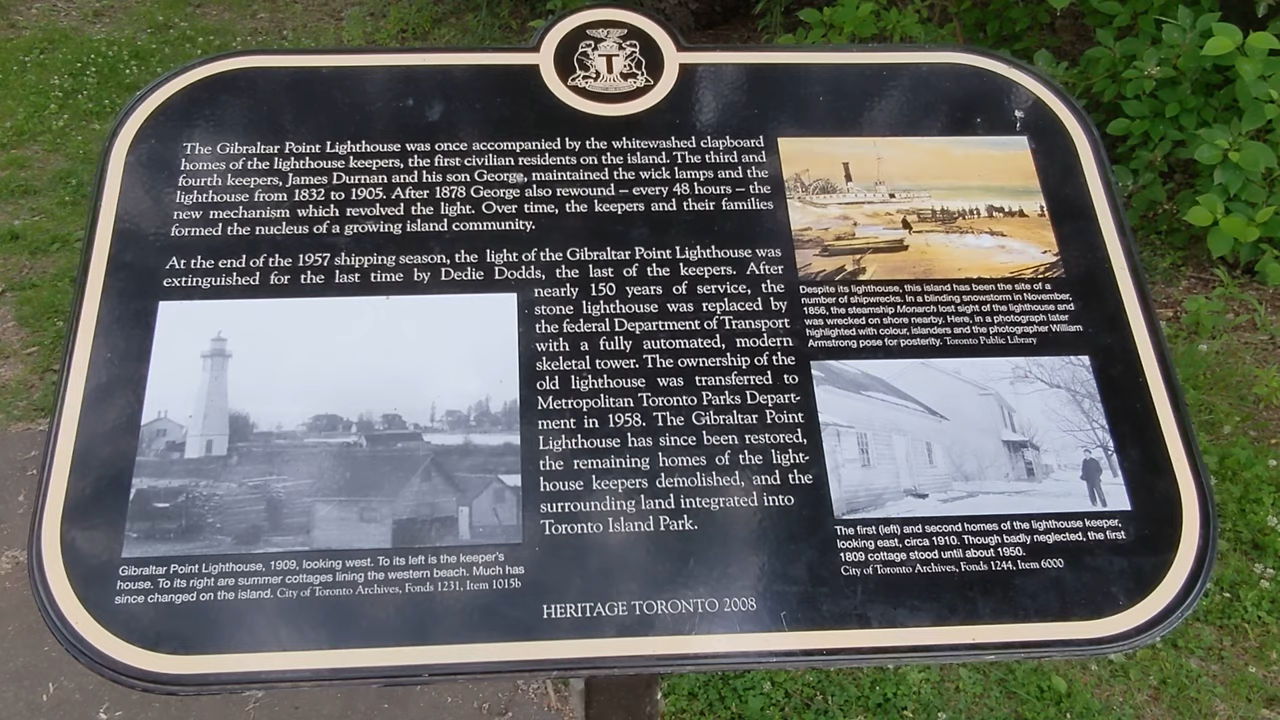 T
The Gibraltar Point Lighthouse was once accompanied by the whitewashed clapboard
homes of the lighthouse keepers, the first civilian residents on the island. The third and
fourth keepers, James Durnan and his son George, maintained the wick lamps and the
lighthouse from 1832 to 1905. After 1878 George also rewound – every 48 hours – the
new mechanism which revolved the light. Over time, the keepers and their families
formed the nucleus of a growing island community.
At the end of the 1957 shipping season, the light of the Gibraltar Point Lighthouse was
extinguished for the last time by Dedie Dodds, the last of the keepers. After
nearly 150 years of service, the
stone lighthouse was replaced by
the federal Department of Transport
with a fully automated, modern
skeletal tower. The ownership of the
old lighthouse was transferred to
Metropolitan Toronto Parks Depart-
ment in 1958. The Gibraltar Point
Lighthouse has since been restored,
the remaining homes of the light-
house keepers demolished, and the
surrounding land integrated into
Toronto Island Park.
Gibraltar Point Lighthouse, 1909, looking west. To its left is the keeper's
house. To its right are summer cottages lining the western beach. Much has
since changed on the island. City of Toronto Archives, Fonds 1231, Item 1015b
Despite its lighthouse, this island has been the site of a
number of shipwrecks. In a blinding snowstorm in November,
1856, the steamship Monarch lost sight of the lighthouse and
was wrecked on shore nearby. Here, in a photograph later
highlighted with colour, islanders and the photographer William
Armstrong pose for posterity. Toronto Public Library
The first (left) and second homes of the lighthouse keeper,
looking east, circa 1910. Though badly neglected, the first
1809 cottage stood until about 1950.
City of Toronto Archives, Fonds 1244, Item 6000
HERITAGE TORONTO 2008